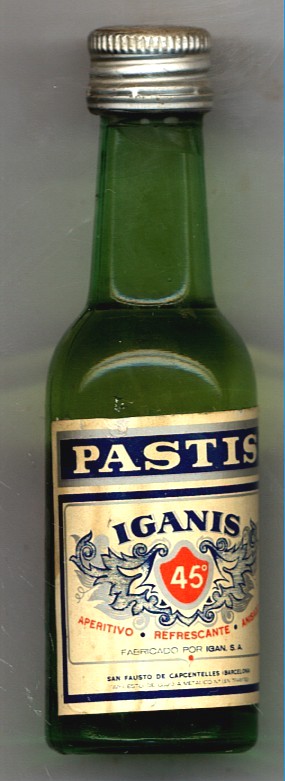 PASTIS
IGANIS
45°
APERITIVO • REFRESCANTE •
FABRICADO POR IGAN, S. A.
SAN FAUSTO DE CAPCENTELLES (BARCELONA